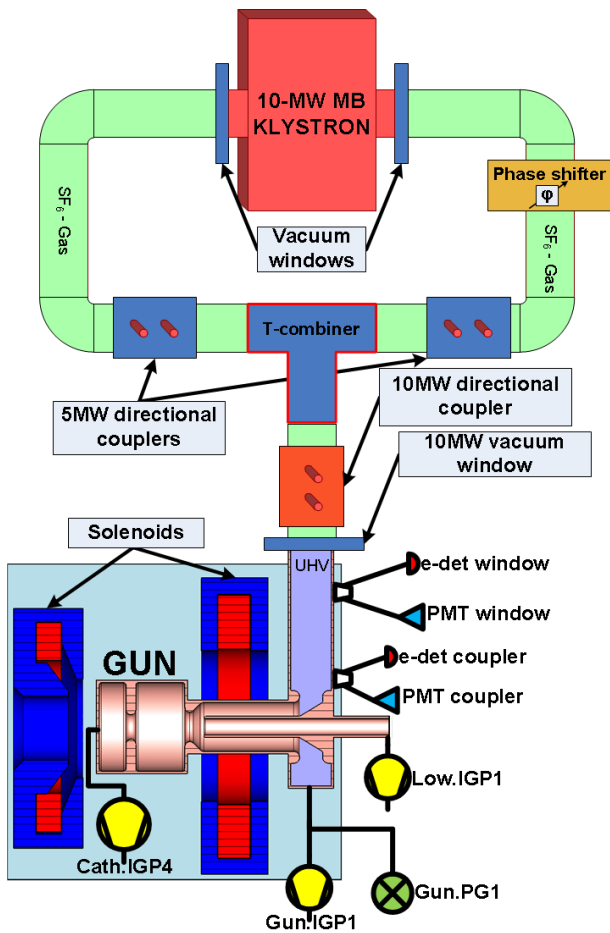 10-MW MB
KLYSTRON
Phase shifter
φ
SF₆ - Gas
SF₆ - Gas
Vacuum
windows
T-combiner
5MW directional
couplers
10MW directional
coupler
10MW vacuum
window
Solenoids
UHV
e-det window
PMT window
GUN
e-det coupler
PMT coupler
Low.IGP1
Cath.IGP4
Gun.IGP1
Gun.PG1